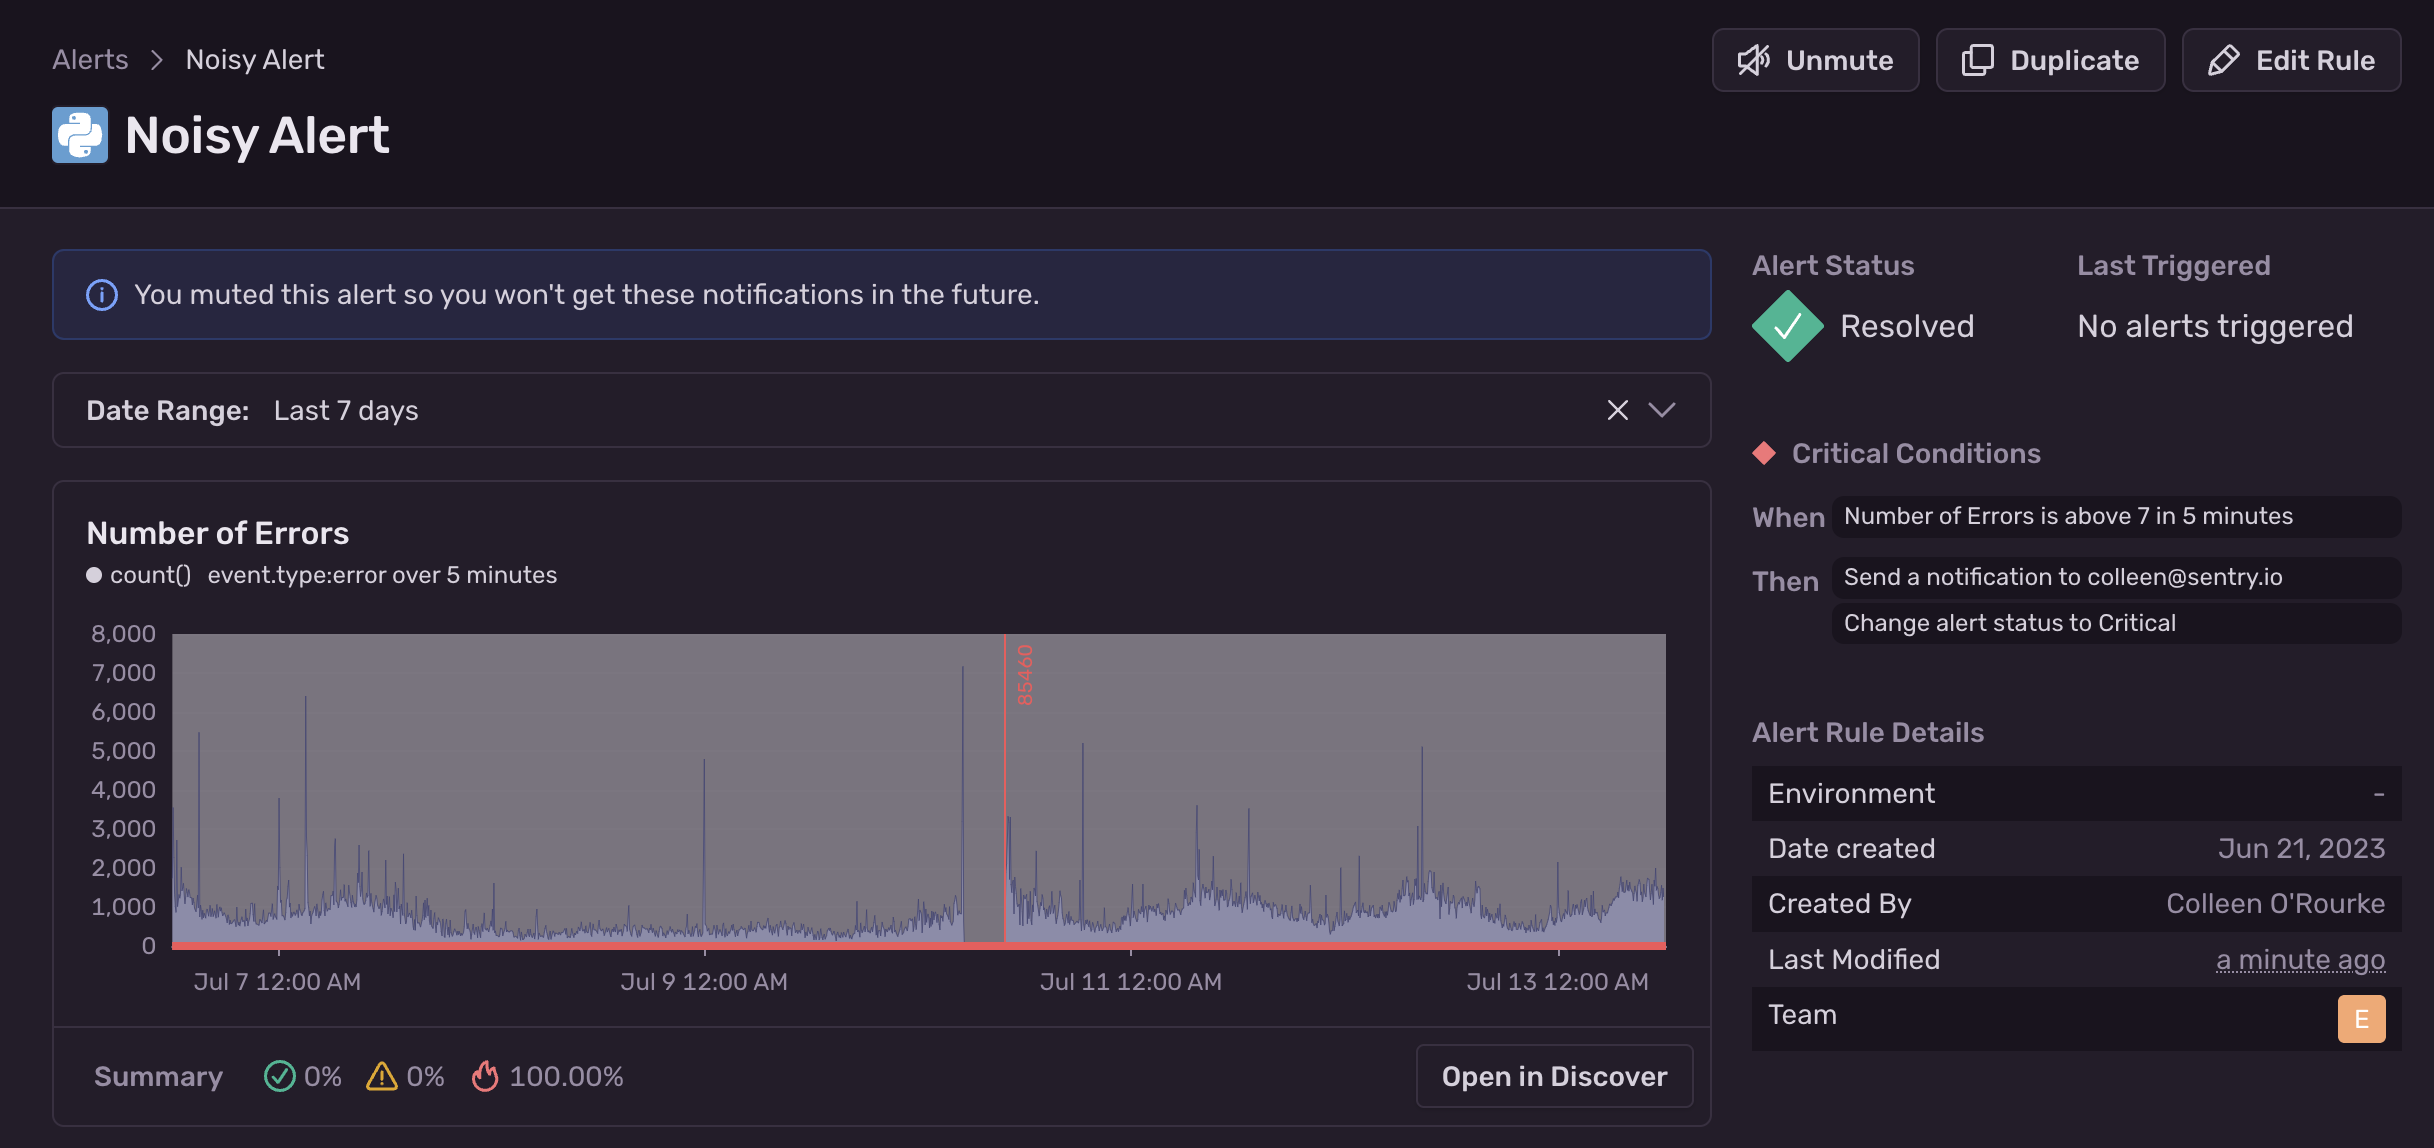 Alerts > Noisy Alert
Unmute
Duplicate
Edit Rule
Noisy Alert
You muted this alert so you won't get these notifications in the future.
Date Range: Last 7 days
Number of Errors
count() event.type:error over 5 minutes
8,000
7,000
6,000
5,000
4,000
3,000
2,000
1,000
0
85460
Jul 7 12:00 AM
Jul 9 12:00 AM
Jul 11 12:00 AM
Jul 13 12:00 AM
Summary 0% 0% 100.00%
Open in Discover
Alert Status
Resolved
Last Triggered
No alerts triggered
Critical Conditions
When Number of Errors is above 7 in 5 minutes
Then Send a notification to colleen@sentry.io
Change alert status to Critical
Alert Rule Details
Environment -
Date created Jun 21, 2023
Created By Colleen O'Rourke
Last Modified a minute ago
Team E